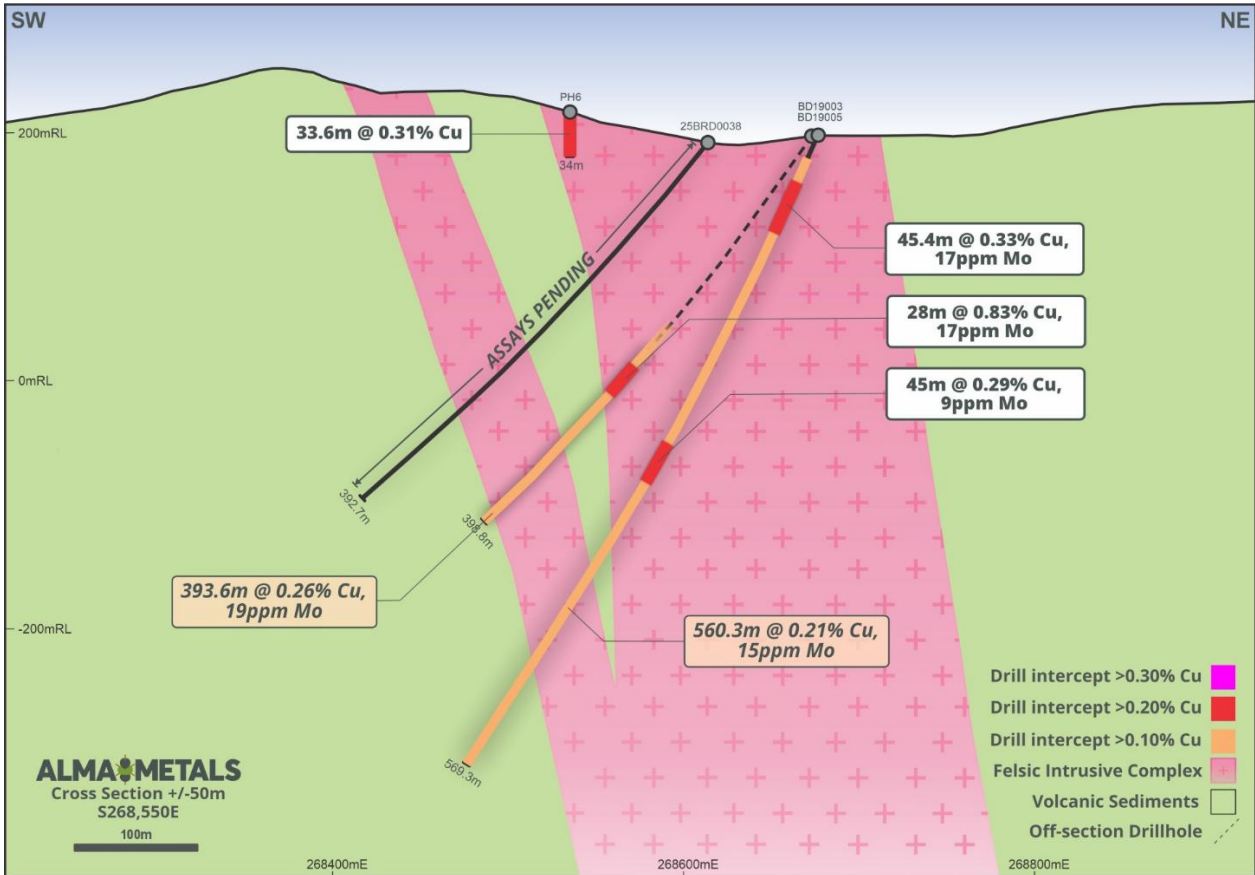 SW
NE
PH6
25BRD0038
BD19003
BD19005
200mRL
33.6m @ 0.31% Cu
34m
45.4m @ 0.33% Cu,
17ppm Mo
ASSAYS PENDING
28m @ 0.83% Cu,
17ppm Mo
0mRL
45m @ 0.29% Cu,
9ppm Mo
392.7m
398.8m
393.6m @ 0.26% Cu,
19ppm Mo
-200mRL
560.3m @ 0.21% Cu,
15ppm Mo
569.3m
Drill intercept >0.30% Cu
Drill intercept >0.20% Cu
Drill intercept >0.10% Cu
Felsic Intrusive Complex
Volcanic Sediments
Off-section Drillhole
ALMA METALS
Cross Section +/-50m
S268,550E
100m
268400mE
268600mE
268800mE